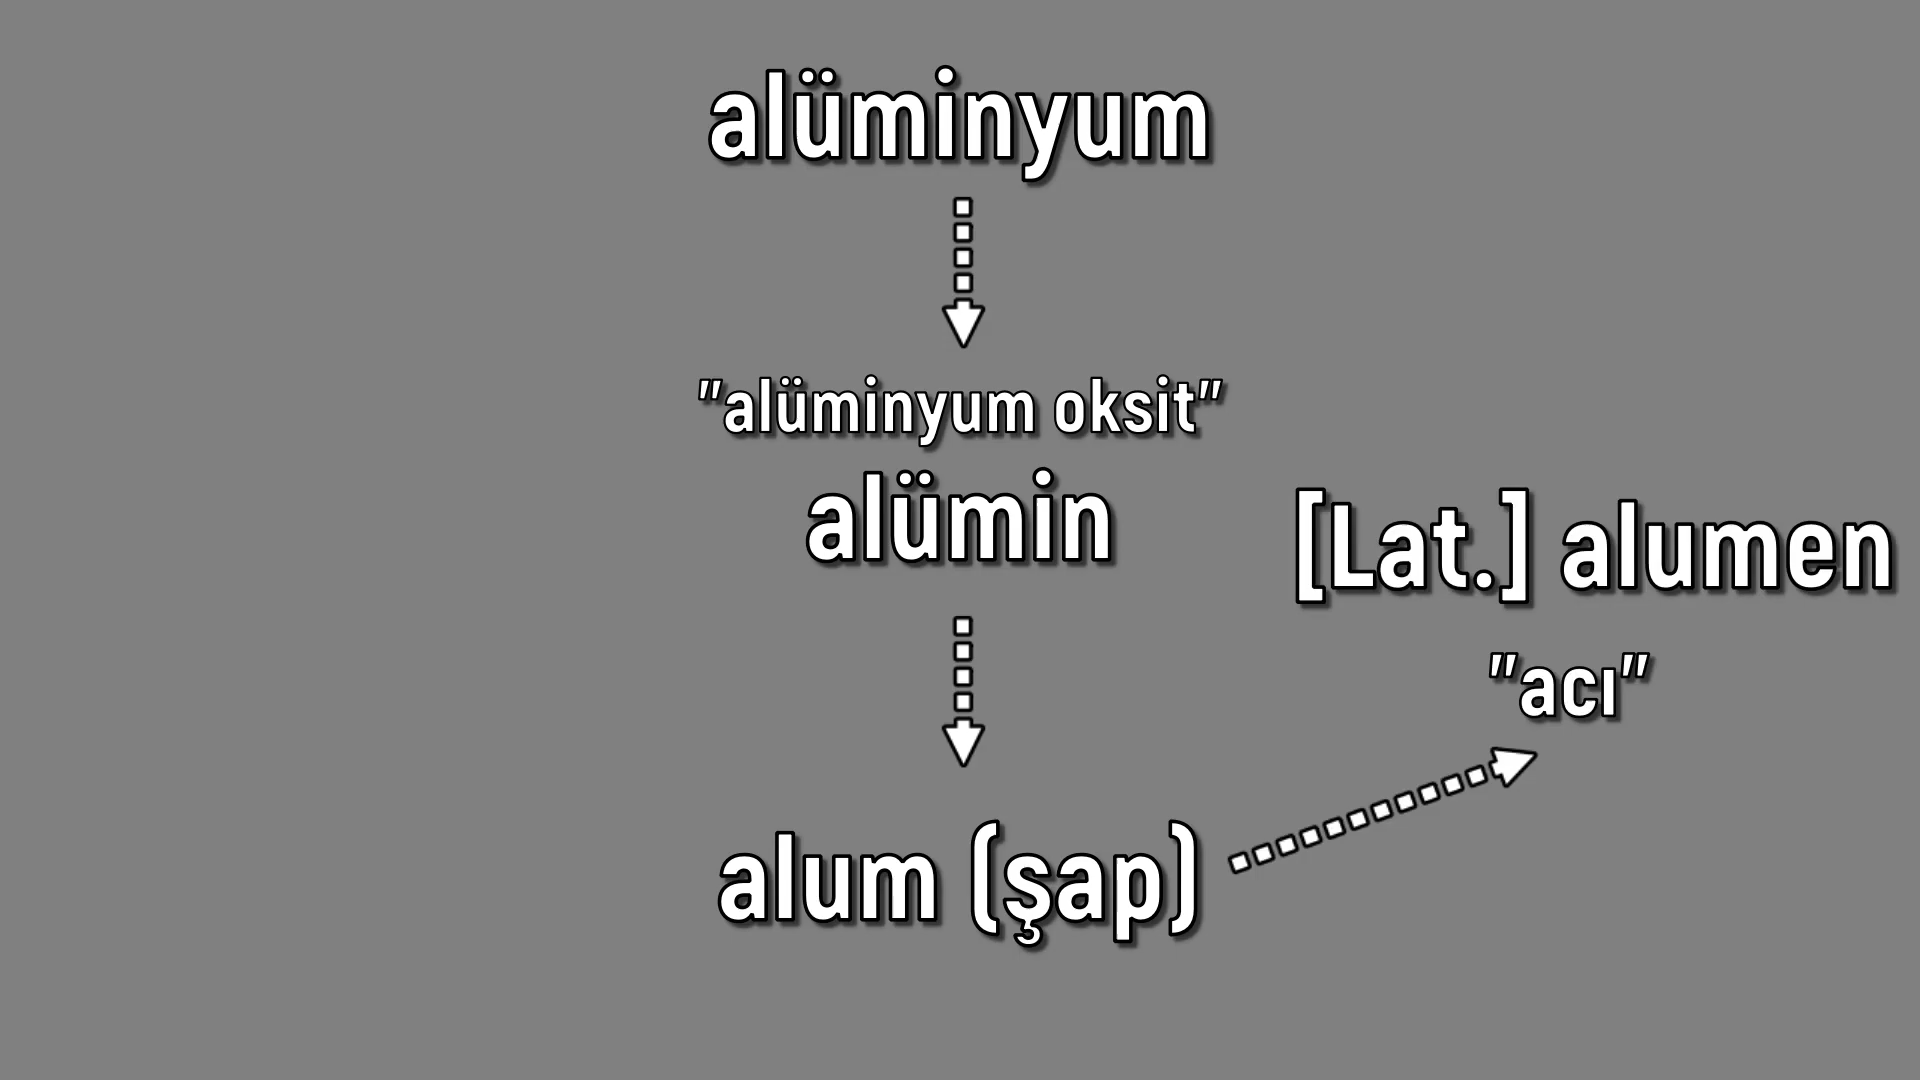 alüminyum
"alüminyum oksit"
alümin
alum (şap)
[Lat.] alumen
"acı"